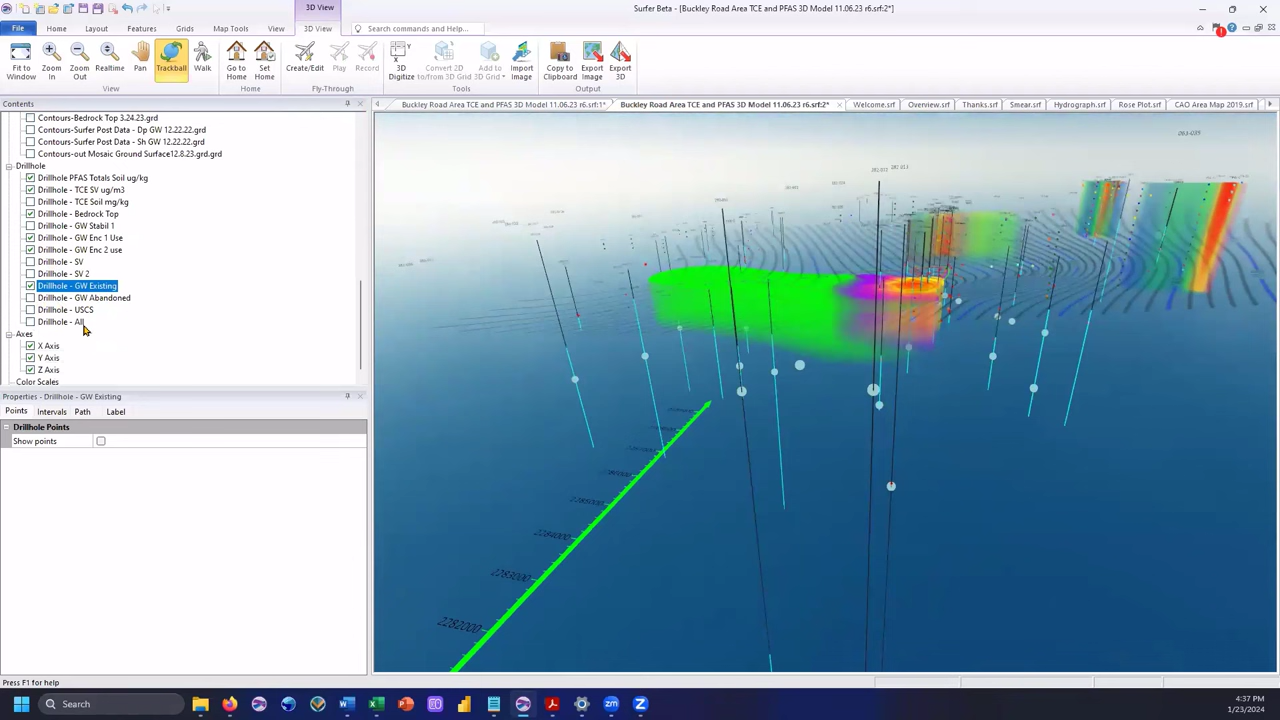 3D View
Surfer Beta - [Buckley Road Area TCE and PFAS 3D Model 11.06.23 r6.srf:2*]
File Home Layout Features Grids Map Tools View 3D View Search commands and Help...
Fit to Window
Zoom In
Zoom Out
Realtime
Pan
Trackball
Walk
Go to Home
Set Home
Create/Edit
Play
Record
3D Digitize
Convert 2D to/from 3D Grid
Add to 3D Grid
Import Image
Copy to Clipboard
Export Image
Export 3D
View Home Fly-Through Tools Output
Contents
Buckley Road Area TCE and PFAS 3D Model 11.06.23 r6.srf:1*
Buckley Road Area TCE and PFAS 3D Model 11.06.23 r6.srf:2*
Welcome.srf
Overview.srf
Thanks.srf
Smear.srf
Hydrograph.srf
Rose Plot.srf
CAO Area Map 2019.srf
Contours-Bedrock Top 3.24.23.grd
Contours-Surfer Post Data - Dp GW 12.22.22.grd
Contours-Surfer Post Data - Sh GW 12.22.22.grd
Contours-out Mosaic Ground Surface12.8.23.grd.grd
Drillhole
Drillhole PFAS Totals Soil ug/kg
Drillhole - TCE SV ug/m3
Drillhole - TCE Soil mg/kg
Drillhole - Bedrock Top
Drillhole - GW Stabil 1
Drillhole - GW Enc 1 Use
Drillhole - GW Enc 2 use
Drillhole - SV
Drillhole - SV 2
Drillhole - GW Existing
Drillhole - GW Abandoned
Drillhole - USCS
Drillhole - All
Axes
X Axis
Y Axis
Z Axis
Color Scales
Properties - Drillhole - GW Existing
Points Intervals Path Label
Drillhole Points
Show points
2284000
2283000
2282000
Press F1 for help
Search
4:37 PM
1/23/2024